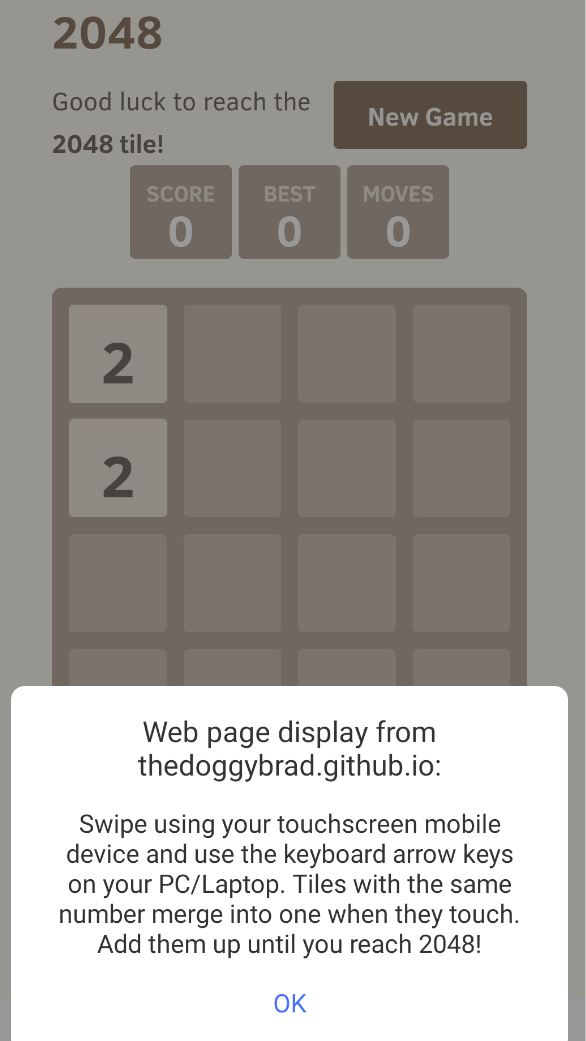 2048
Good luck to reach the
2048 tile!
New Game
SCORE
0
BEST
0
MOVES
0
2
2
Web page display from
thedoggybrad.github.io:
Swipe using your touchscreen mobile
device and use the keyboard arrow keys
on your PC/Laptop. Tiles with the same
number merge into one when they touch.
Add them up until you reach 2048!
OK